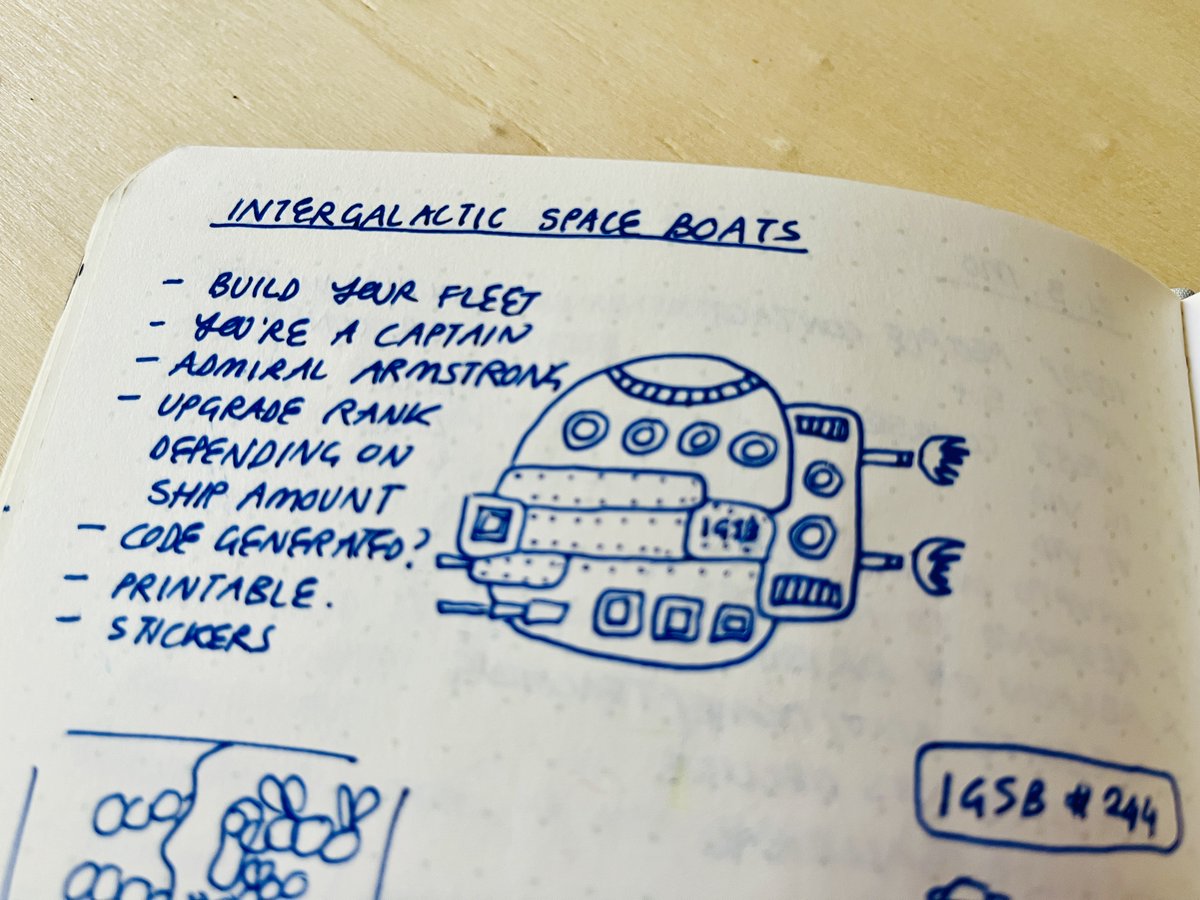 INTERGALACTIC SPACE BOATS
- BUILD YOUR FLEET
- YOU'RE A CAPTAIN
- ADMIRAL ARMSTRONG
- UPGRADE RANK
DEPENDING ON
SHIP AMOUNT
- CODE GENERATED?
- PRINTABLE.
- STICKERS
IGSB
IGSB # 244